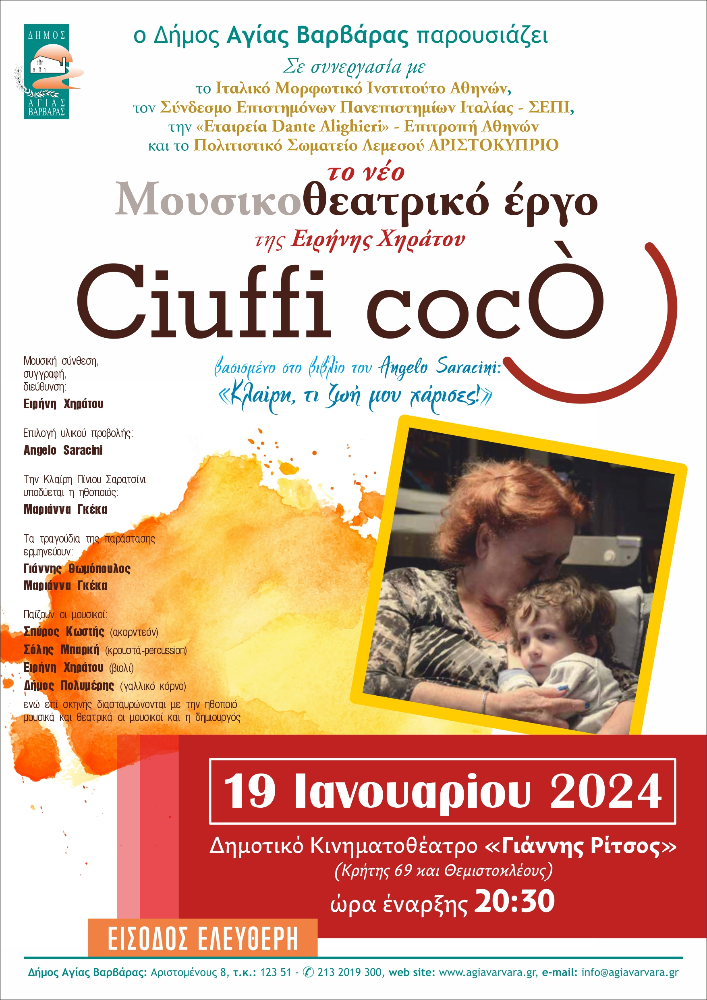 ΔΗΜΟΣ
ΑΓΙΑΣ
ΒΑΡΒΑΡΑΣ
ο Δήμος Αγίας Βαρβάρας παρουσιάζει
Σε συνεργασία με
το Ιταλικό Μορφωτικό Ινστιτούτο Αθηνών,
τον Σύνδεσμο Επιστημόνων Πανεπιστημίων Ιταλίας - ΣΕΠΙ,
την «Εταιρεία Dante Alighieri» - Επιτροπή Αθηνών
και το Πολιτιστικό Σωματείο Λεμεσού ΑΡΙΣΤΟΚΥΠΡΙΟ
το νέο
Μουσικοθεατρικό έργο
της Ειρήνης Χηράτου
Ciuffi cocÒ
βασισμένο στο βιβλίο του Angelo Saracini:
«Κλαίρη, τι ζωή μου χάρισες!»
Μουσική σύνθεση,
συγγραφή,
διεύθυνση:
Ειρήνη Χηράτου
Επιλογή υλικού προβολής:
Angelo Saracini
Την Κλαίρη Πίνιου Σαρατσίνι
υποδύεται η ηθοποιός:
Μαριάννα Γκέκα
Τα τραγούδια της παράστασης
ερμηνεύουν:
Γιάννης Θωμόπουλος
Μαριάννα Γκέκα
Παίζουν οι μουσικοί:
Σπύρος Κωστής (ακορντεόν)
Σόλης Μπαρκή (κρουστά-percussion)
Ειρήνη Χηράτου (βιολί)
Δήμος Πολυμέρης (γαλλικό κόρνο)
ενώ επί σκηνής διασταυρώνονται με την ηθοποιό
μουσικά και θεατρικά οι μουσικοί και η δημιουργός
19 Ιανουαρίου 2024
Δημοτικό Κινηματοθέατρο «Γιάννης Ρίτσος»
(Κρήτης 69 και Θεμιστοκλέους)
ώρα έναρξης 20:30
ΕΙΣΟΔΟΣ ΕΛΕΥΘΕΡΗ
Δήμος Αγίας Βαρβάρας: Αριστομένους 8, τ.κ.: 123 51 - ✆ 213 2019 300, web site: www.agiavarvara.gr, e-mail: info@agiavarvara.gr